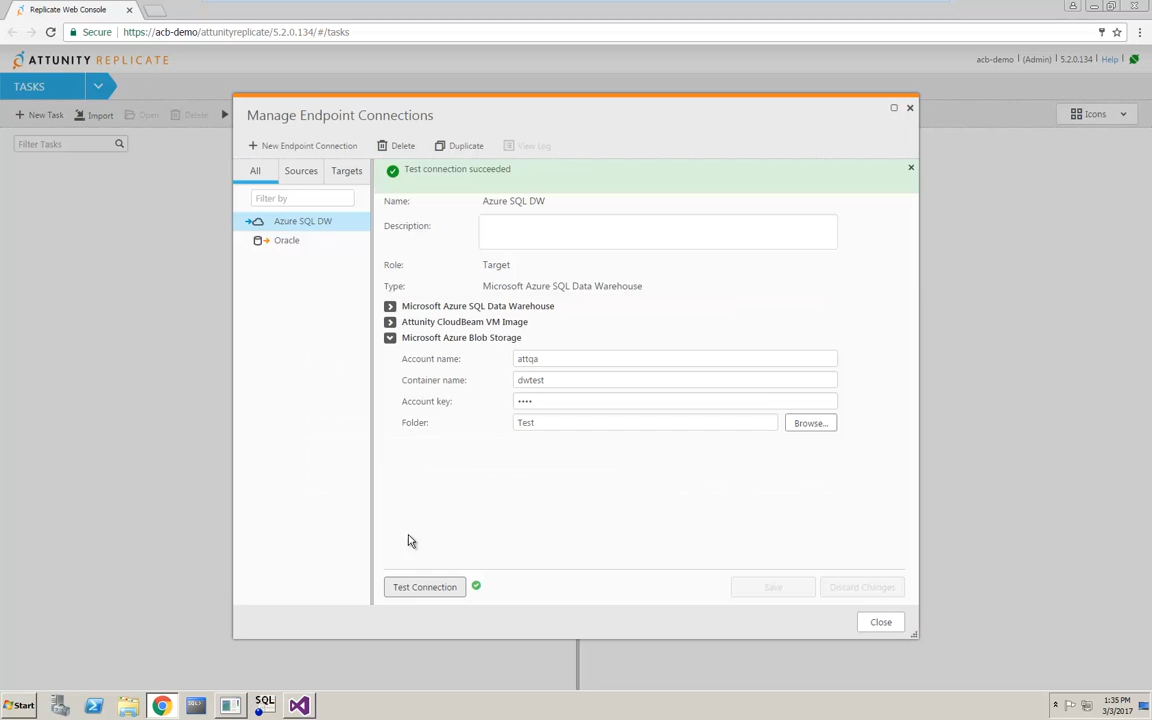 Replicate Web Console
Secure https://acb-demo/attunityreplicate/5.2.0.134/#/tasks
ATTUNITY REPLICATE
acb-demo (Admin) 5.2.0.134 Help
TASKS
New Task Import Open Delete
Icons
Filter Tasks
Manage Endpoint Connections
New Endpoint Connection Delete Duplicate View Log
All Sources Targets
Filter by
Azure SQL DW
Oracle
Test connection succeeded
Name: Azure SQL DW
Description:
Role: Target
Type: Microsoft Azure SQL Data Warehouse
Microsoft Azure SQL Data Warehouse
Attunity CloudBeam VM Image
Microsoft Azure Blob Storage
Account name: attqa
Container name: dwtest
Account key: ••••
Folder: Test Browse...
Test Connection Save Discard Changes
Close
Start SQL 1:35 PM
3/3/2017